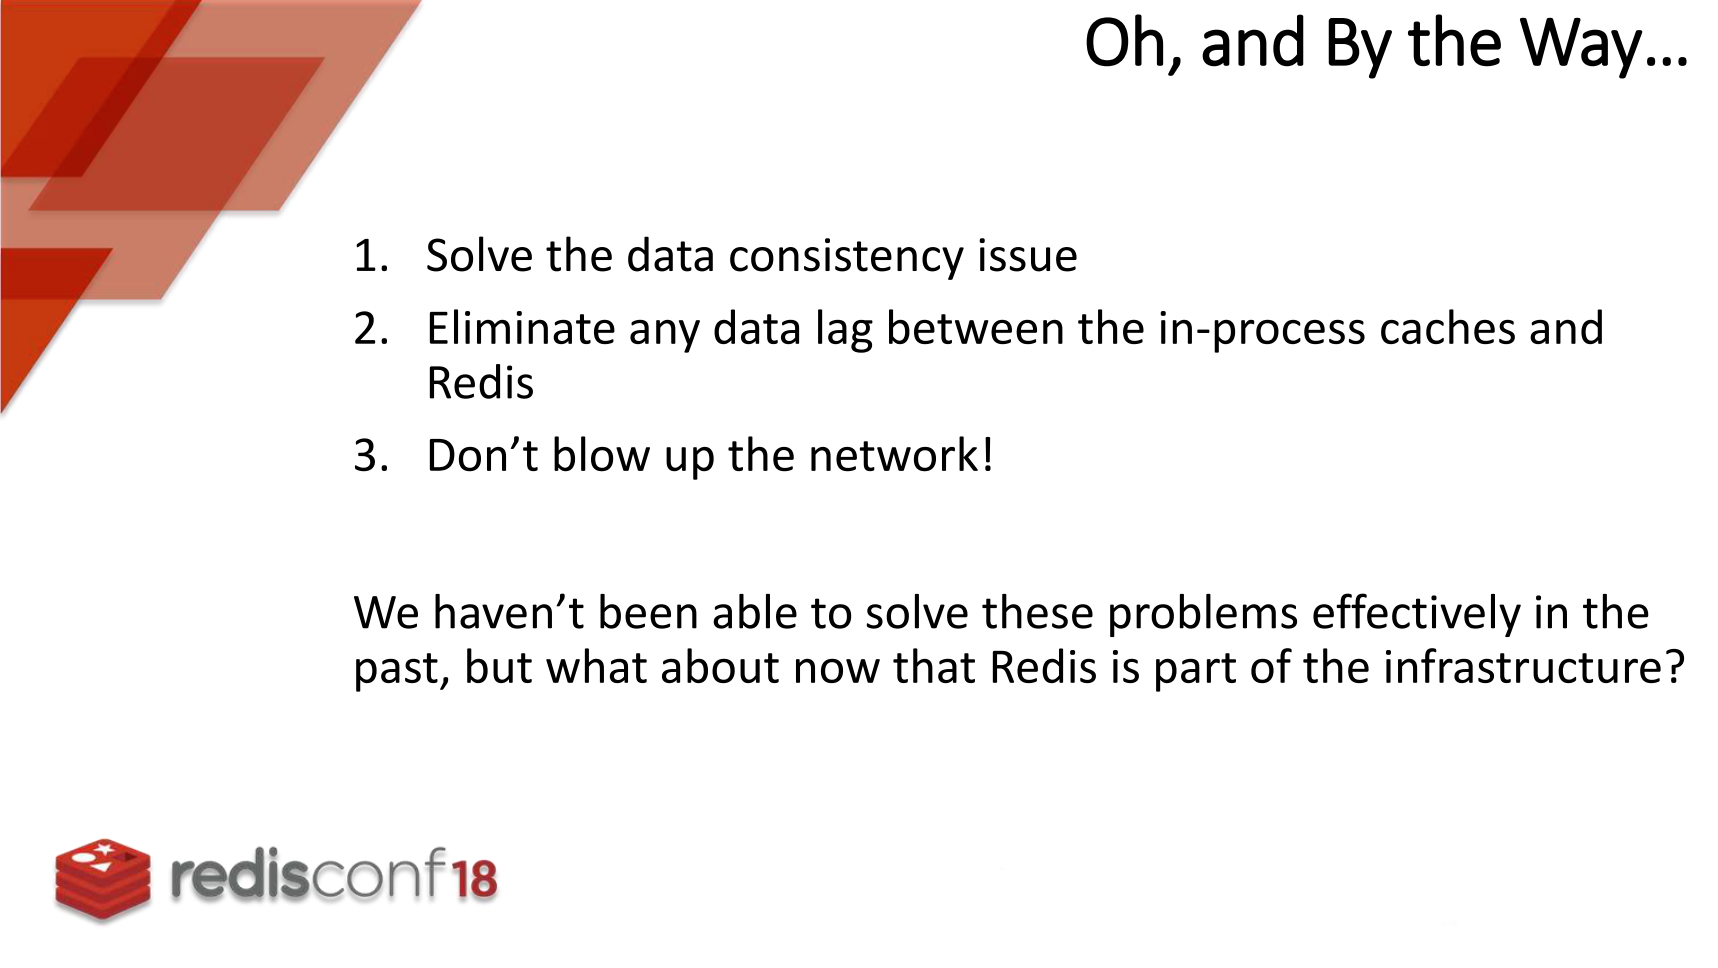 Oh, and By the Way...
1. Solve the data consistency issue
2. Eliminate any data lag between the in-process caches and
Redis
3. Don’t blow up the network!
We haven’t been able to solve these problems effectively in the
past, but what about now that Redis is part of the infrastructure?
redisconf18